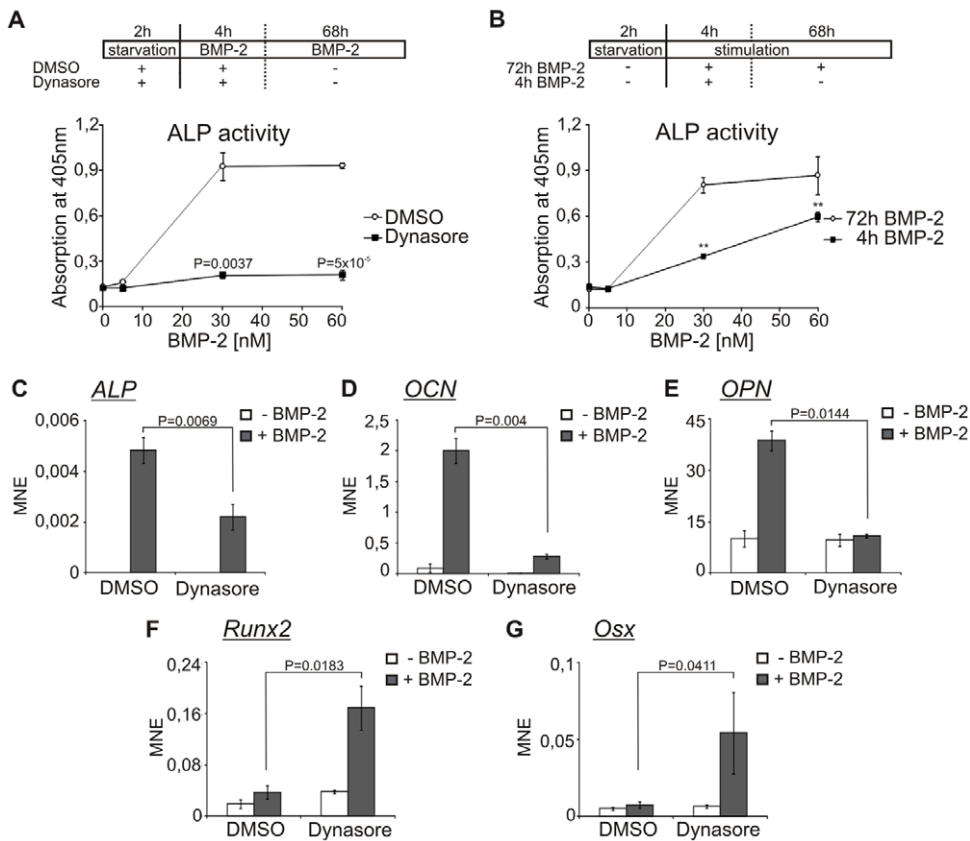 A
2h 4h 68h
starvation BMP-2 BMP-2
DMSO + + -
Dynasore + + -
ALP activity
Absorption at 405nm
1,2
0,9
0,6
0,3
0
P=0.0037
P=5x10⁻⁵
DMSO
Dynasore
0 10 20 30 40 50 60
BMP-2 [nM]
B
2h 4h 68h
starvation stimulation
72h BMP-2 - + +
4h BMP-2 - + -
ALP activity
Absorption at 405nm
1,2
0,9
0,6
0,3
0
**
**
72h BMP-2
4h BMP-2
0 10 20 30 40 50 60
BMP-2 [nM]
C ALP
- BMP-2
+ BMP-2
P=0.0069
MNE
0,006
0,004
0,002
0
DMSO Dynasore
D OCN
- BMP-2
+ BMP-2
P=0.004
MNE
2,5
2
1,5
1
0,5
0
DMSO Dynasore
E OPN
- BMP-2
+ BMP-2
P=0.0144
MNE
45
30
15
0
DMSO Dynasore
F Runx2
- BMP-2
+ BMP-2
P=0.0183
MNE
0,24
0,16
0,08
0
DMSO Dynasore
G Osx
- BMP-2
+ BMP-2
P=0.0411
MNE
0,1
0,05
0
DMSO Dynasore